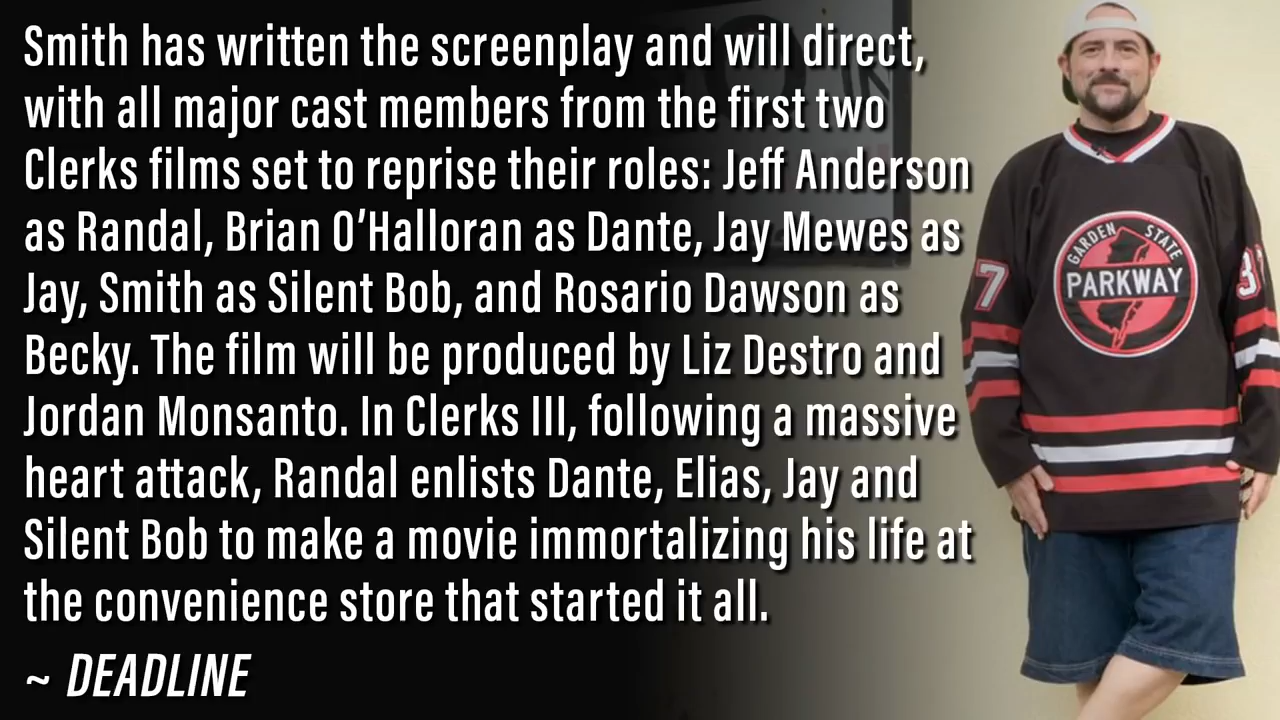 Smith has written the screenplay and will direct,
with all major cast members from the first two
Clerks films set to reprise their roles: Jeff Anderson
as Randal, Brian O’Halloran as Dante, Jay Mewes as
Jay, Smith as Silent Bob, and Rosario Dawson as
Becky. The film will be produced by Liz Destro and
Jordan Monsanto. In Clerks III, following a massive
heart attack, Randal enlists Dante, Elias, Jay and
Silent Bob to make a movie immortalizing his life at
the convenience store that started it all.
~ DEADLINE
GARDEN STATE
PARKWAY
7
3